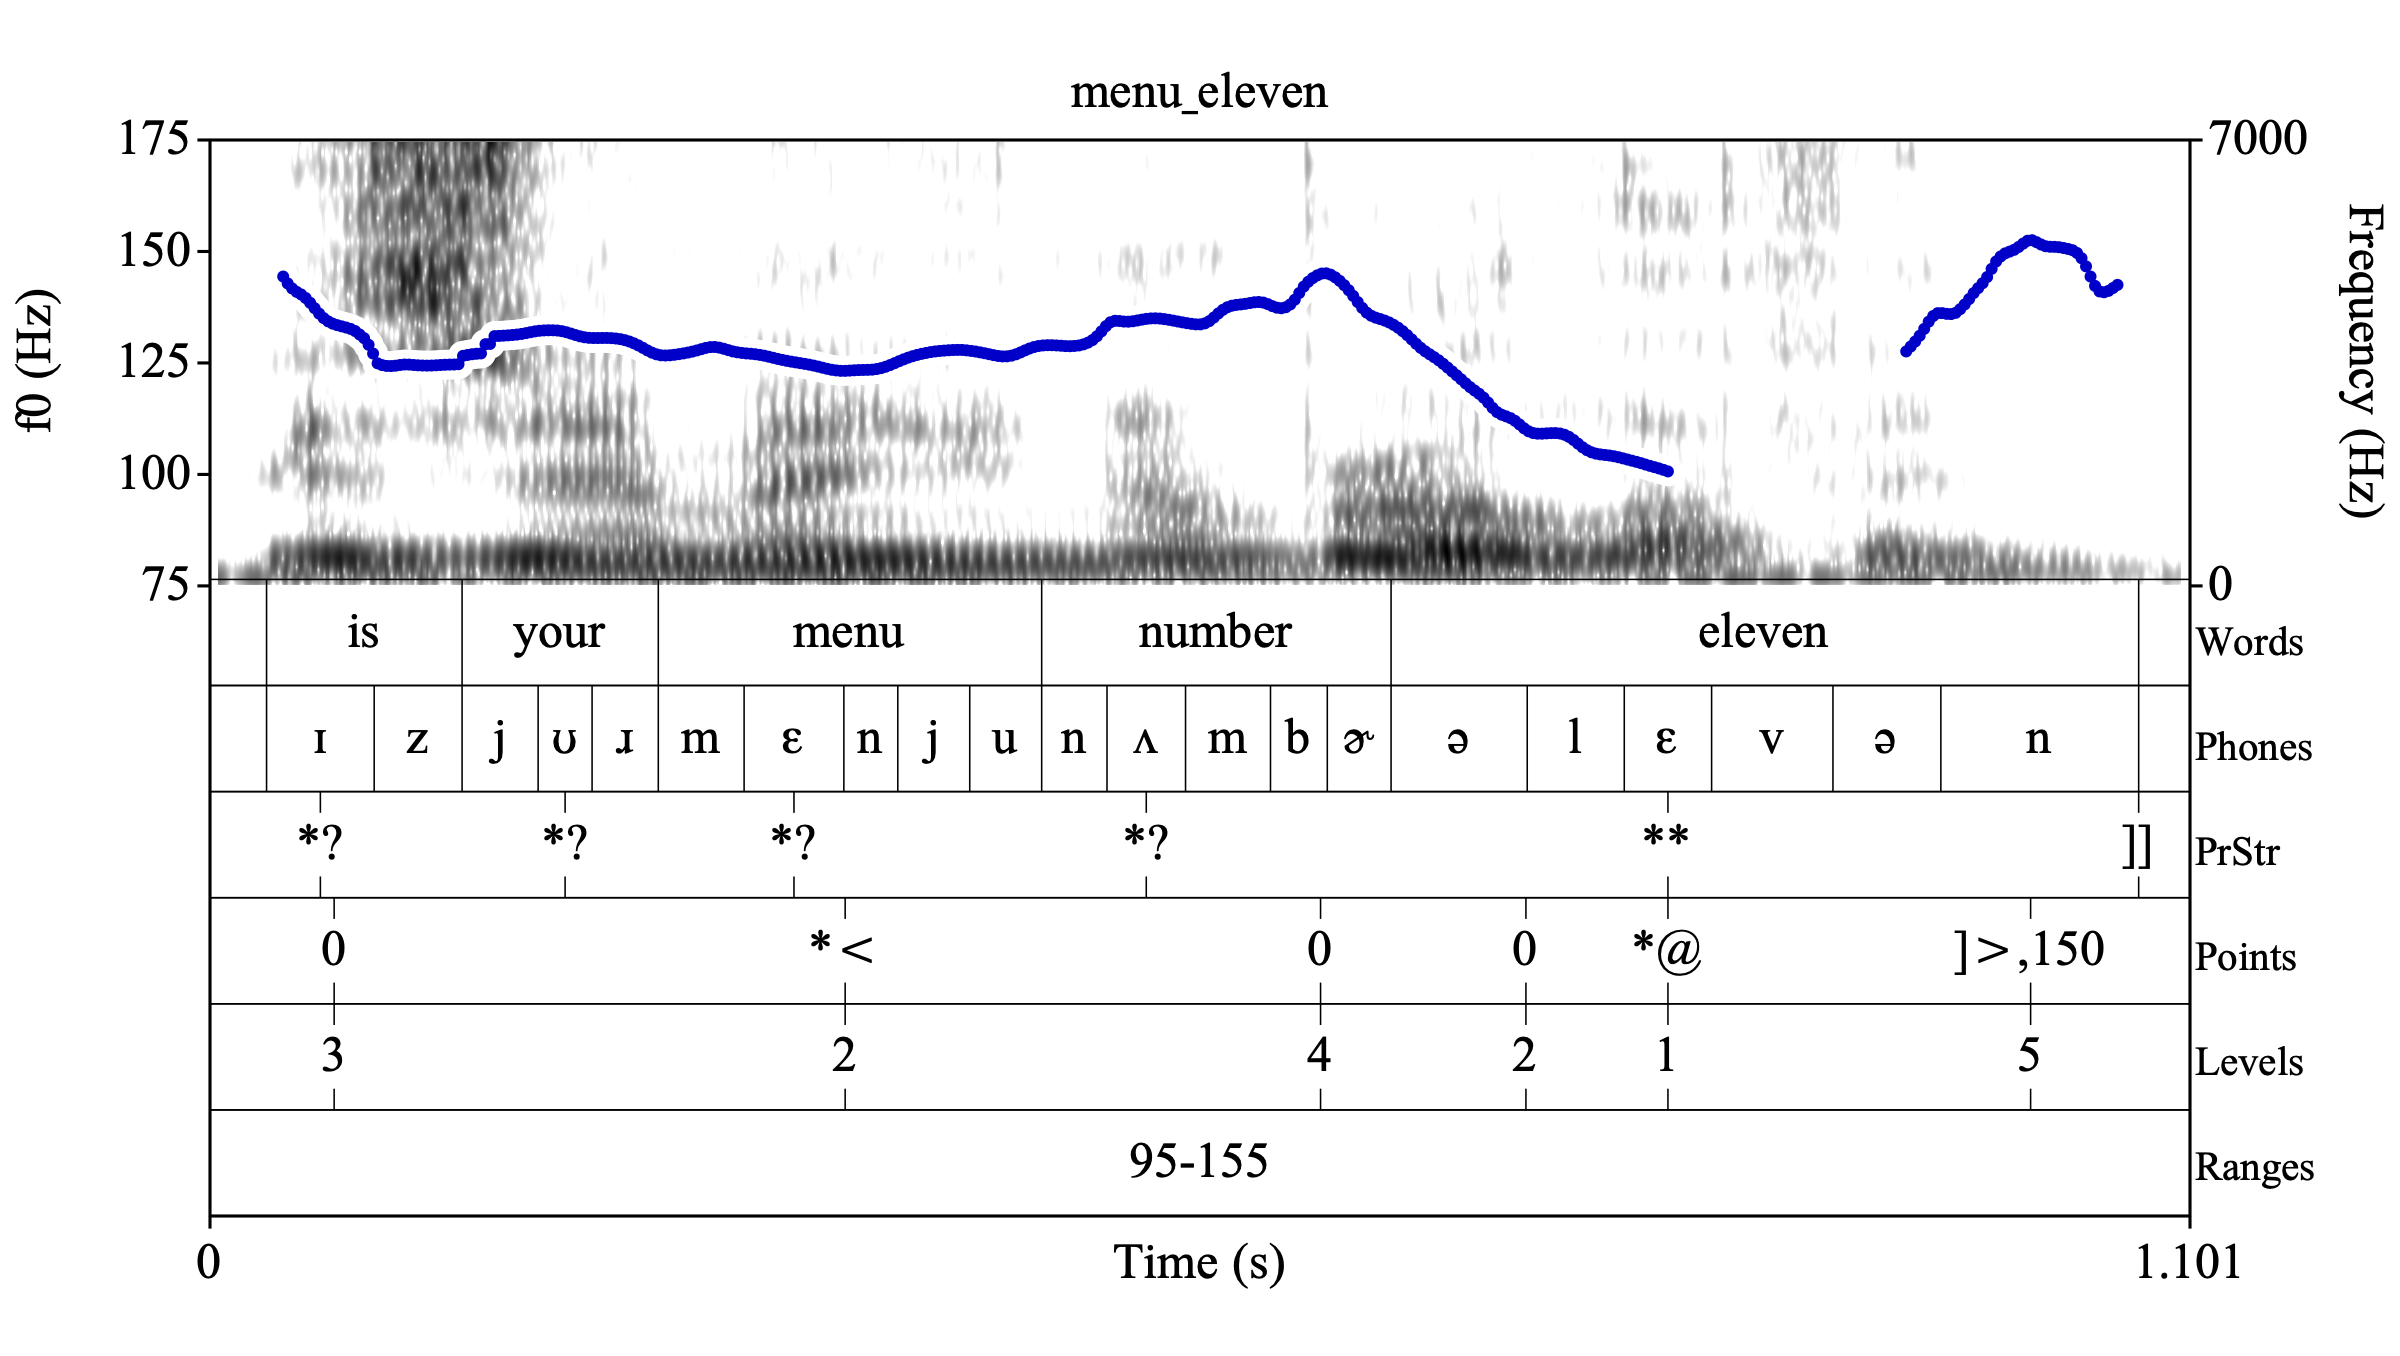 menu_eleven
175
150
125
100
75
f0 (Hz)
7000
0
Frequency (Hz)
is your menu number eleven Words
ɪ z j ʊ ɹ m ɛ n j u n ʌ m b ɚ ə l ɛ v ə n Phones
*? *? *? *? ** ]] PrStr
0 *< 0 0 *@ ]>,150 Points
3 2 4 2 1 5 Levels
95-155 Ranges
0 Time (s) 1.101